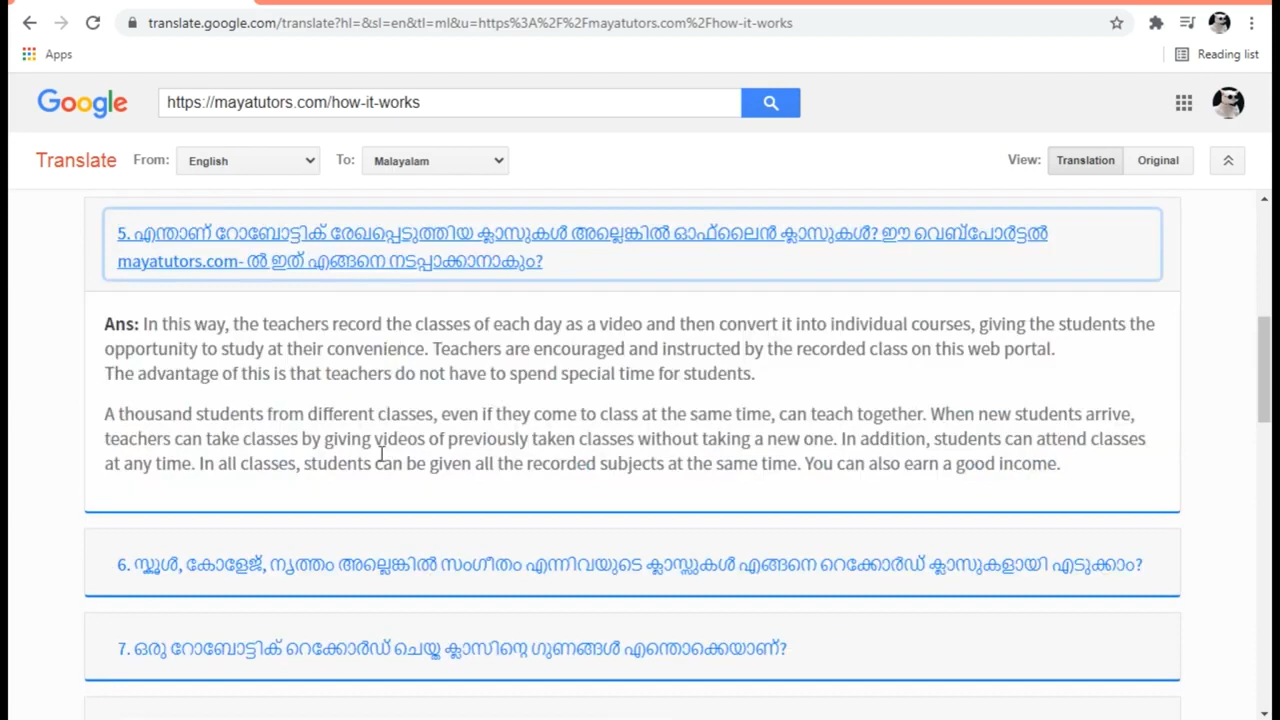 translate.google.com/translate?hl=&sl=en&tl=ml&u=https%3A%2F%2Fmayatutors.com%2Fhow-it-works
Apps
Reading list
Google
https://mayatutors.com/how-it-works
Translate From: English To: Malayalam View: Translation Original
5. എന്താണ് റോബോട്ടിക് രേഖപ്പെടുത്തിയ ക്ലാസുകൾ അല്ലെങ്കിൽ ഓഫ്‌ലൈൻ ക്ലാസുകൾ? ഈ വെബ്‌പോർട്ടൽ
mayatutors.com- ൽ ഇത് എങ്ങനെ നടപ്പാക്കാനാകും?
Ans: In this way, the teachers record the classes of each day as a video and then convert it into individual courses, giving the students the
opportunity to study at their convenience. Teachers are encouraged and instructed by the recorded class on this web portal.
The advantage of this is that teachers do not have to spend special time for students.
A thousand students from different classes, even if they come to class at the same time, can teach together. When new students arrive,
teachers can take classes by giving videos of previously taken classes without taking a new one. In addition, students can attend classes
at any time. In all classes, students can be given all the recorded subjects at the same time. You can also earn a good income.
6. സ്കൂൾ, കോളേജ്, നൃത്തം അല്ലെങ്കിൽ സംഗീതം എന്നിവയുടെ ക്ലാസ്സുകൾ എങ്ങനെ റെക്കോർഡ് ക്ലാസുകളായി എടുക്കാം?
7. ഒരു റോബോട്ടിക് റെക്കോർഡ് ചെയ്ത ക്ലാസിന്റെ ഗുണങ്ങൾ എന്തൊക്കെയാണ്?